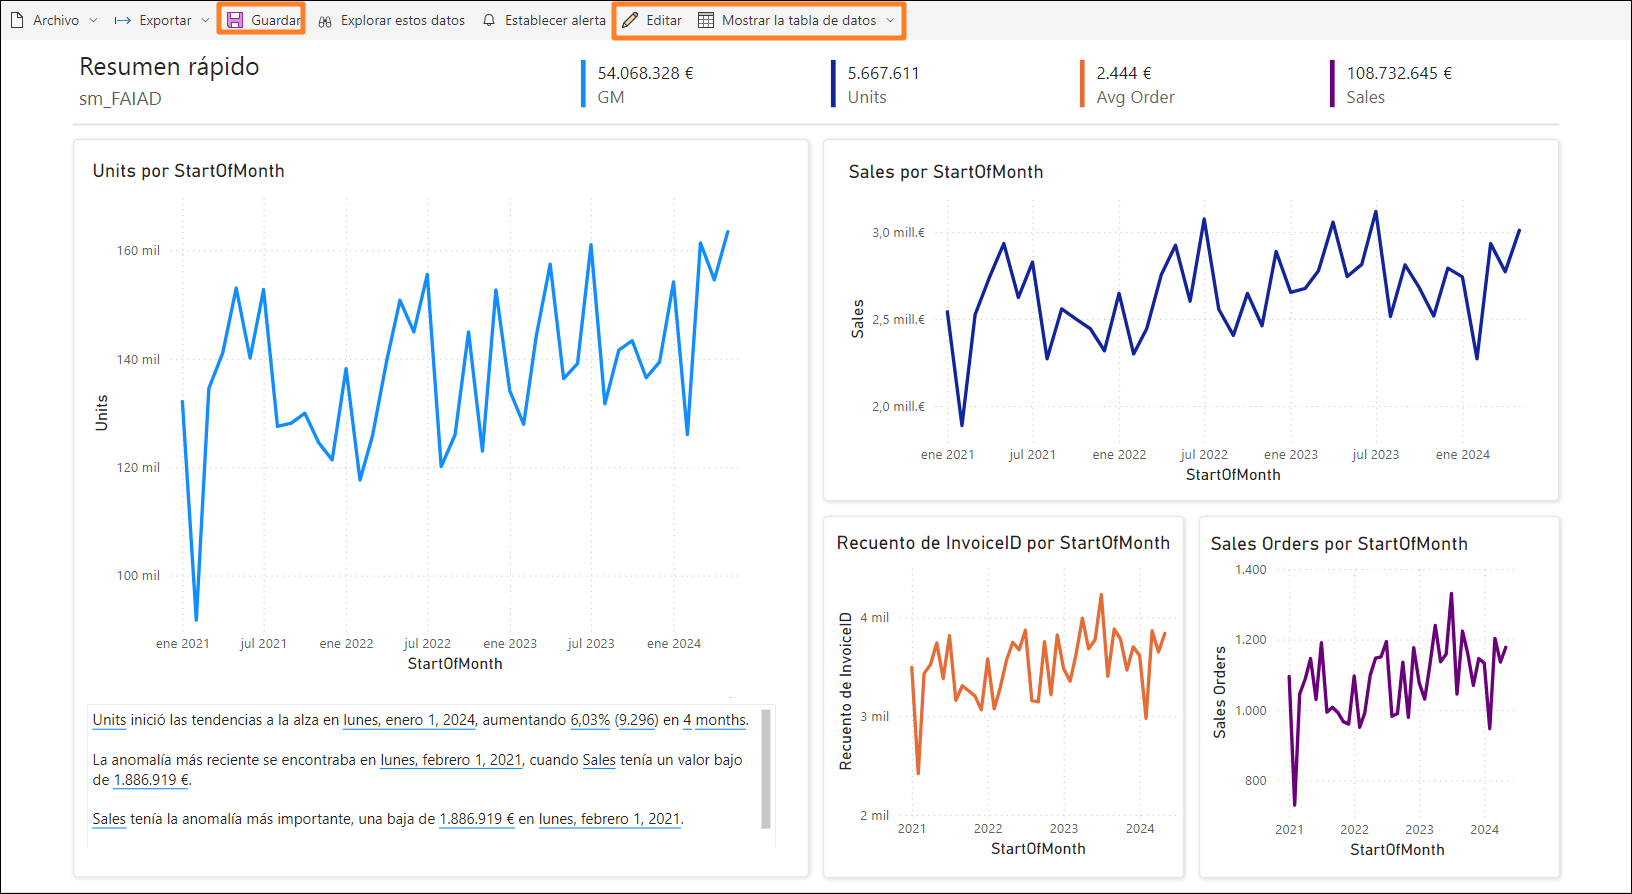 Archivo Exportar Guardar Explorar estos datos Establecer alerta Editar Mostrar la tabla de datos
Resumen rápido
sm_FAIAD
54.068.328 €
GM
5.667.611
Units
2.444 €
Avg Order
108.732.645 €
Sales
Units por StartOfMonth
160 mil
140 mil
120 mil
100 mil
Units
ene 2021 jul 2021 ene 2022 jul 2022 ene 2023 jul 2023 ene 2024
StartOfMonth
Units inició las tendencias a la alza en lunes, enero 1, 2024, aumentando 6,03% (9.296) en 4 months.
La anomalía más reciente se encontraba en lunes, febrero 1, 2021, cuando Sales tenía un valor bajo
de 1.886.919 €.
Sales tenía la anomalía más importante, una baja de 1.886.919 € en lunes, febrero 1, 2021.
Sales por StartOfMonth
3,0 mill.€
2,5 mill.€
2,0 mill.€
Sales
ene 2021 jul 2021 ene 2022 jul 2022 ene 2023 jul 2023 ene 2024
StartOfMonth
Recuento de InvoiceID por StartOfMonth
4 mil
3 mil
2 mil
Recuento de InvoiceID
2021 2022 2023 2024
StartOfMonth
Sales Orders por StartOfMonth
1.400
1.200
1.000
800
Sales Orders
2021 2022 2023 2024
StartOfMonth